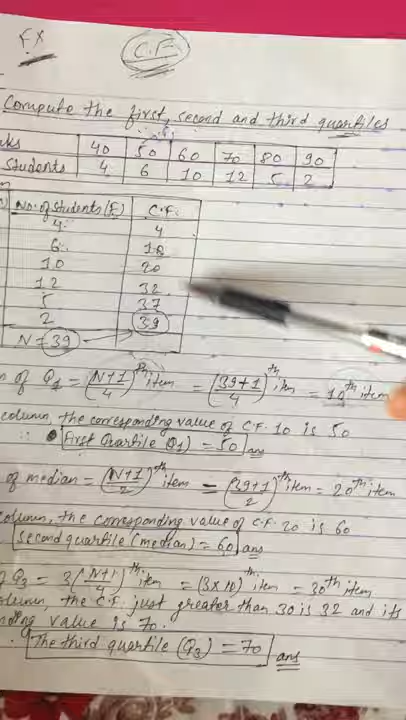 Ex
C.F.
Compute the first, second and third quartiles
ks 40 50 60 70 80 90
Students 4 6 10 12 5 2
No. of Students (F) C.F.
4 4
6 10
10 20
12 32
5 37
2 39
N = 39
n of Q1 = (N+1/4)th item = (39+1/4)th item = 10th item
column, the corresponding value of C.F. 10 is 50
First Quartile (Q1) = 50 ans
of median = (N+1/2)th item = (39+1/2)th item = 20th item
column, the corresponding value of C.F. 20 is 60
Second quartile (median) = 60 ans
Q3 = 3(N+1/4)th item = (3×10)th item = 30th item
column, the C.F. just greater than 30 is 32 and its
nding value is 70.
The third quartile (Q3) = 70 ans